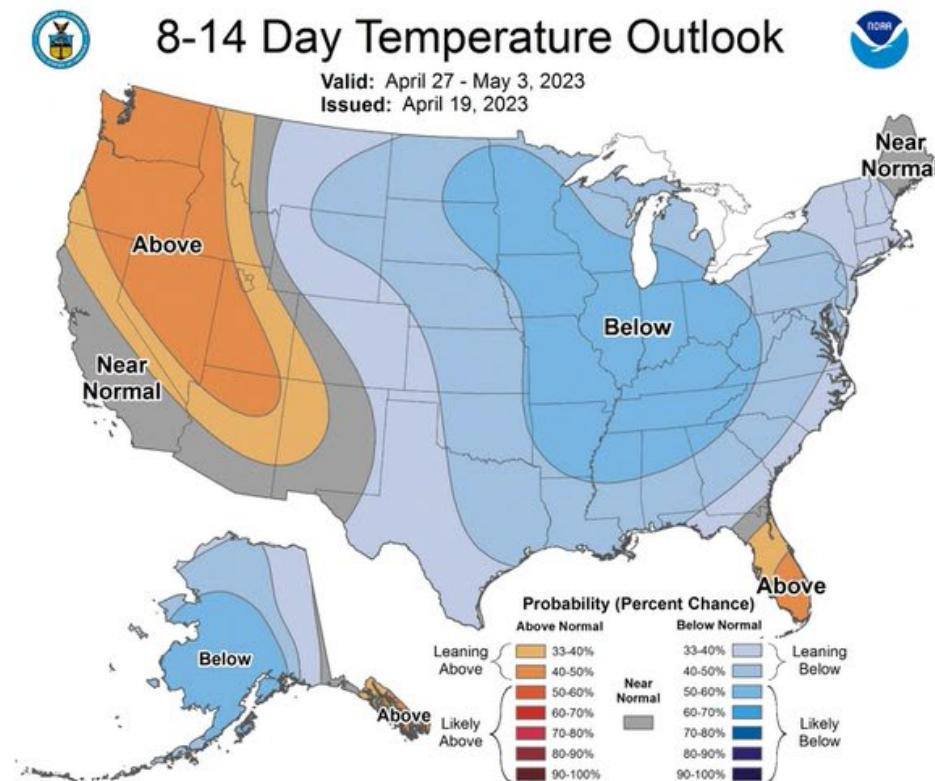 NOAA
8-14 Day Temperature Outlook
Valid: April 27 - May 3, 2023
Issued: April 19, 2023
Near
Normal
Above
Below
Near
Normal
Above
Below
Above
Probability (Percent Chance)
Above Normal
Below Normal
Leaning
Above
33-40%
40-50%
Likely
Above
50-60%
60-70%
70-80%
80-90%
90-100%
Near
Normal
33-40%
40-50%
Leaning
Below
50-60%
60-70%
70-80%
80-90%
90-100%
Likely
Below